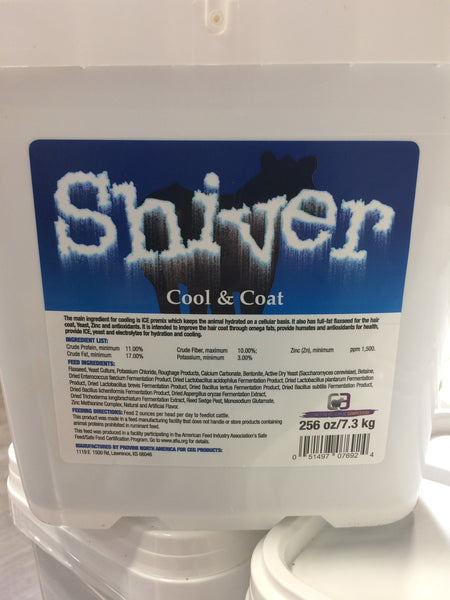 Shiver
Cool & Coat
The main ingredient for cooling is ICE premix which keeps the animal hydrated on a cellular basis. It also has full-fat flaxseed for the hair
coat, Yeast, Zinc and antioxidants. It is intended to improve the hair coat through omega fats, provide humates and antioxidants for health,
provide ICE, yeast and electrolytes for hydration and cooling.
INGREDIENT LIST:
Crude Protein, minimum 11.00% Crude Fiber, maximum 10.00%; Zinc (Zn), minimum ppm 1,500.
Crude Fat, minimum 17.00% Potassium, minimum 3.00%
FEED INGREDIENTS:
Flaxseed, Yeast Culture, Potassium Chloride, Roughage Products, Calcium Carbonate, Bentonite, Active Dry Yeast (Saccharomyces cerevisiae), Betaine,
Dried Enterococcus faecium Fermentation Product, Dried Lactobacillus acidophilus Fermentation Product, Dried Lactobacillus plantarum Fermentation
Product, Dried Lactobacillus brevis Fermentation Product, Dried Bacillus lentus Fermentation Product, Dried Bacillus subtilis Fermentation Product,
Dried Bacillus licheniformis Fermentation Product, Dried Aspergillus oryzae Fermentation Extract,
Dried Trichoderma longibrachiatum Fermentation Extract, Reed Sedge Peat, Monosodium Glutamate,
Zinc Methionine Complex, Natural and Artificial Flavor.
FEEDING DIRECTIONS: Feed 2 ounces per head per day to feedlot cattle.
This product was made in a feed manufacturing facility that does not handle or store products containing
animal proteins prohibited in ruminant feed.
This feed was produced in a facility participating in the American Feed Industry Association's Safe
Feed/Safe Food Certification Program. Go to www.afia.org for details.
MANUFACTURED BY PROVIRA NORTH AMERICA FOR CGG PRODUCTS:
1119 E 1500 Rd, Lawrence, KS 66046
256 oz/7.3 kg
0 51497 07692 4